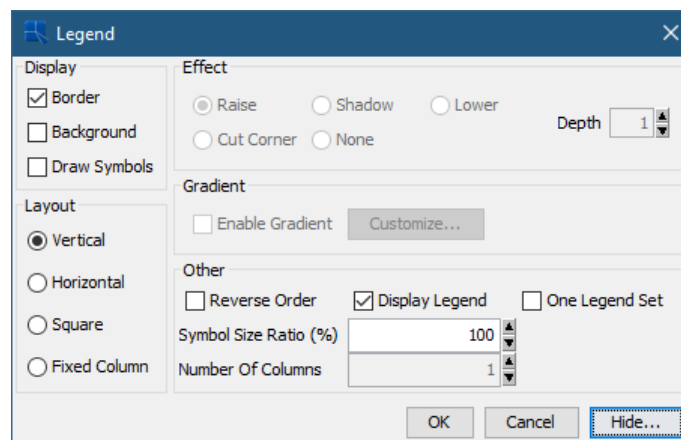 Legend
Display
Border
Background
Draw Symbols
Layout
Vertical
Horizontal
Square
Fixed Column
Effect
Raise Shadow Lower
Cut Corner None
Depth 1
Gradient
Enable Gradient Customize...
Other
Reverse Order Display Legend One Legend Set
Symbol Size Ratio (%) 100
Number Of Columns 1
OK Cancel Hide...